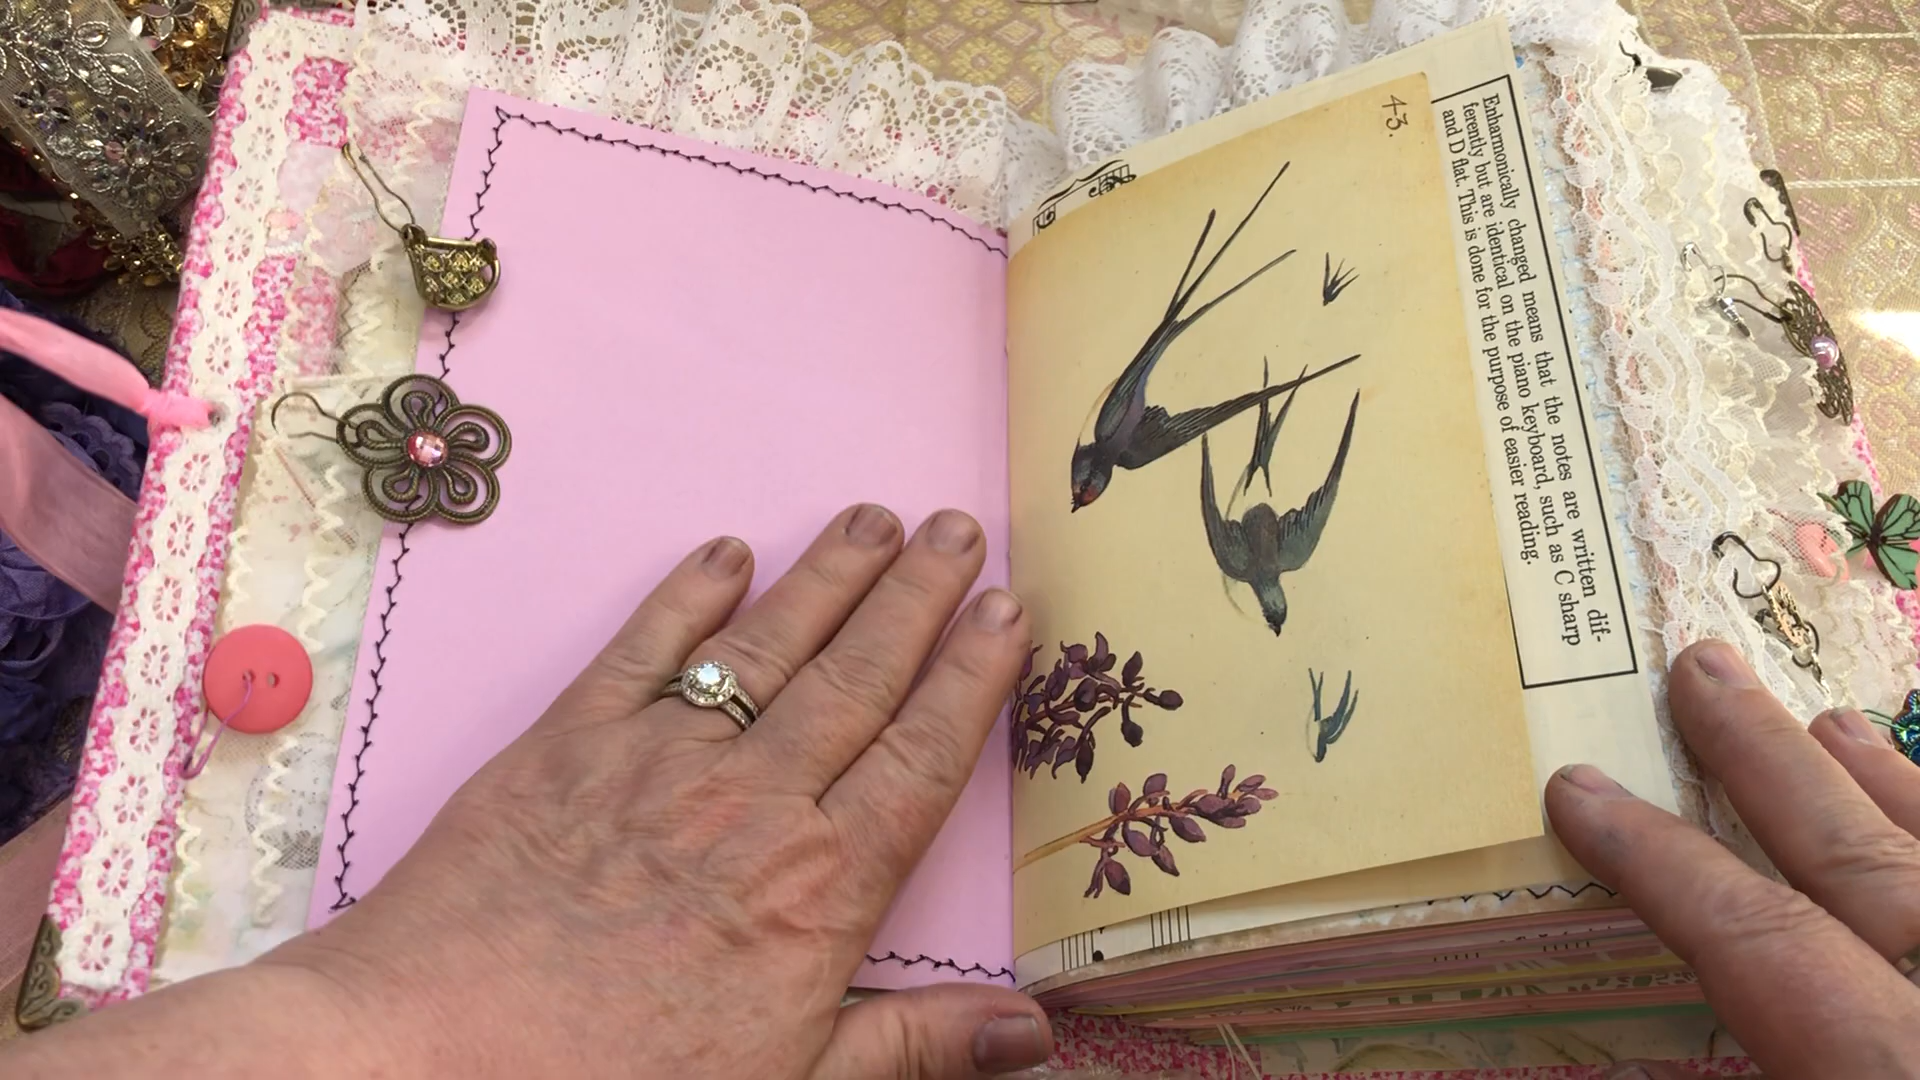 43.
Enharmonically changed means that the notes are written dif-
ferently but are identical on the piano keyboard, such as C sharp
and D flat. This is done for the purpose of easier reading.